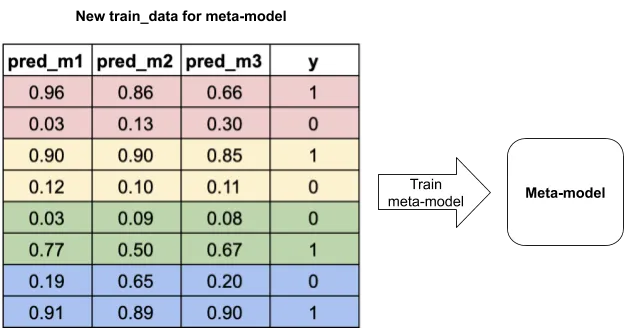 New train_data for meta-model
pred_m1 pred_m2 pred_m3 y
0.96 0.86 0.66 1
0.03 0.13 0.30 0
0.90 0.90 0.85 1
0.12 0.10 0.11 0
0.03 0.09 0.08 0
0.77 0.50 0.67 1
0.19 0.65 0.20 0
0.91 0.89 0.90 1
Train
meta-model
Meta-model